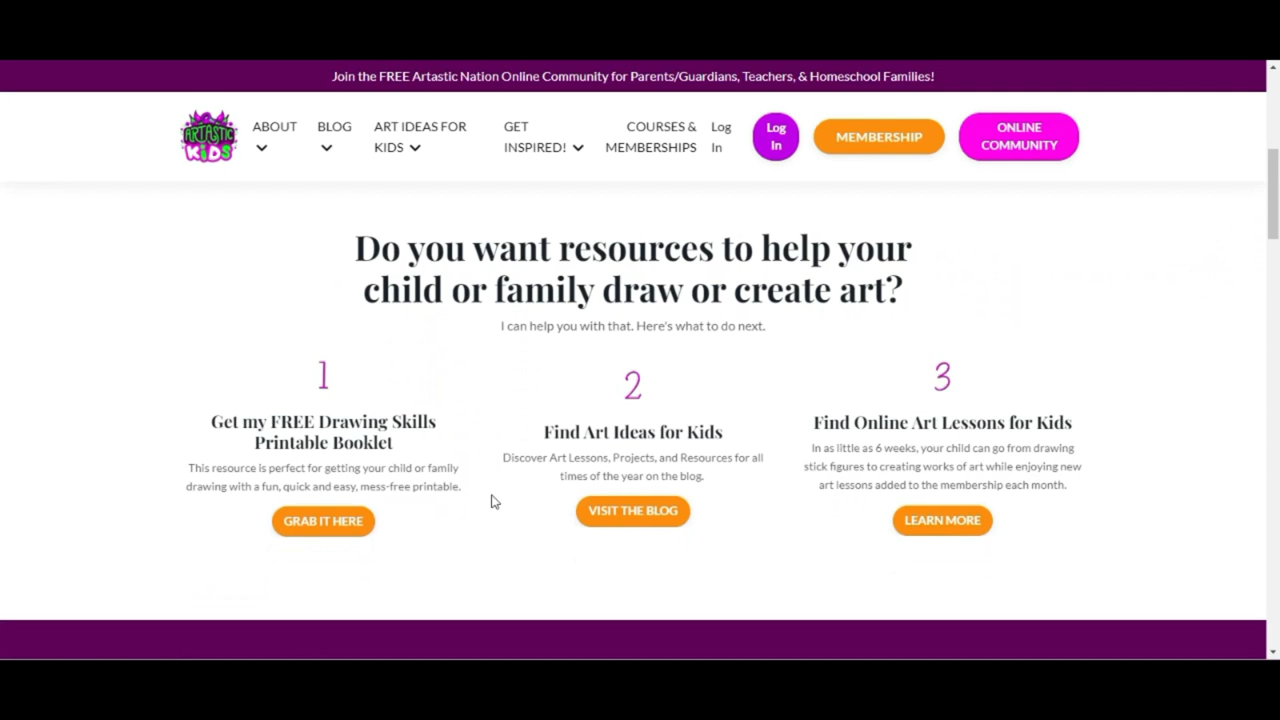 Join the FREE Artastic Nation Online Community for Parents/Guardians, Teachers, & Homeschool Families!
ARTASTIC
KIDS
ABOUT
BLOG
ART IDEAS FOR
KIDS
GET
INSPIRED!
COURSES &
MEMBERSHIPS
Log
In
Log
In
MEMBERSHIP
ONLINE
COMMUNITY
Do you want resources to help your
child or family draw or create art?
I can help you with that. Here's what to do next.
1
Get my FREE Drawing Skills
Printable Booklet
This resource is perfect for getting your child or family
drawing with a fun, quick and easy, mess-free printable.
GRAB IT HERE
2
Find Art Ideas for Kids
Discover Art Lessons, Projects, and Resources for all
times of the year on the blog.
VISIT THE BLOG
3
Find Online Art Lessons for Kids
In as little as 6 weeks, your child can go from drawing
stick figures to creating works of art while enjoying new
art lessons added to the membership each month.
LEARN MORE